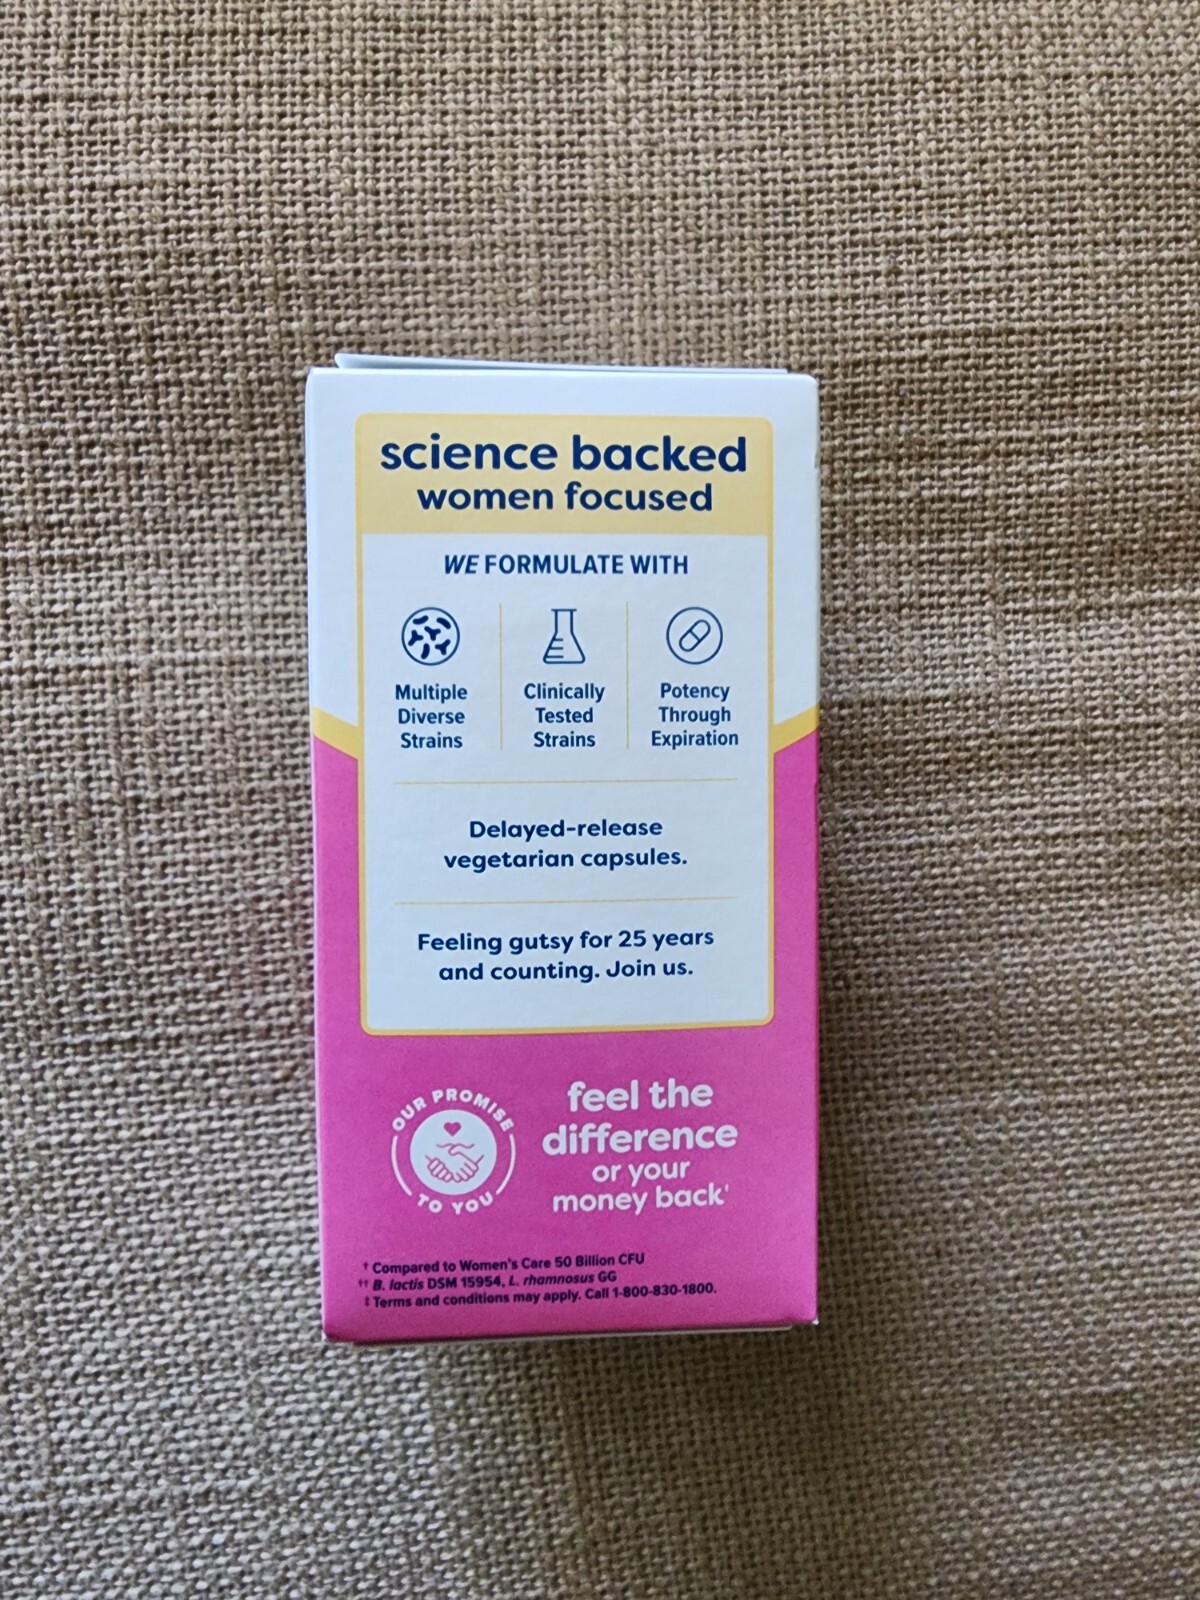 science backed
women focused
WE FORMULATE WITH
Multiple
Diverse
Strains
Clinically
Tested
Strains
Potency
Through
Expiration
Delayed-release
vegetarian capsules.
Feeling gutsy for 25 years
and counting. Join us.
OUR PROMISE
TO YOU
feel the
difference
or your
money back‡
† Compared to Women's Care 50 Billion CFU
†† B. lactis DSM 15954, L. rhamnosus GG
‡ Terms and conditions may apply. Call 1-800-830-1800.